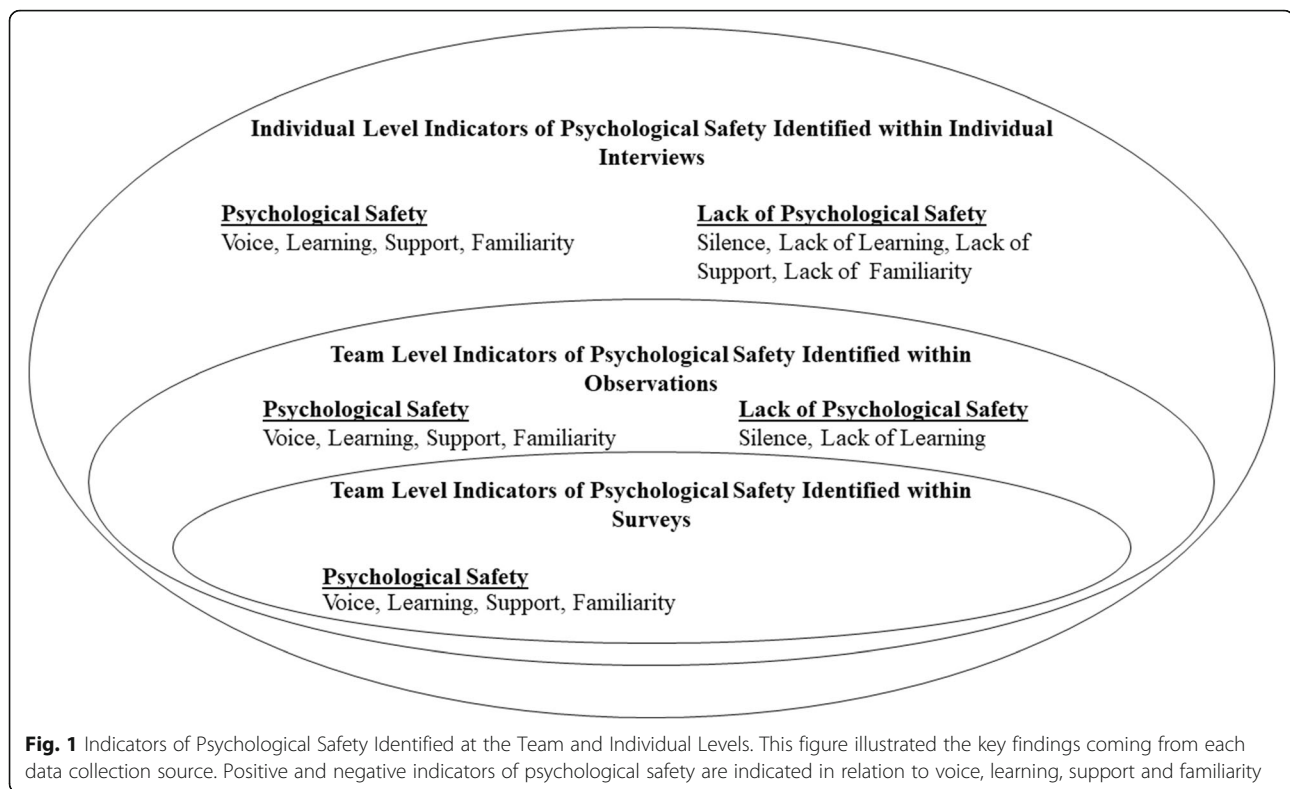 Individual Level Indicators of Psychological Safety Identified within Individual
Interviews
Psychological Safety
Voice, Learning, Support, Familiarity
Lack of Psychological Safety
Silence, Lack of Learning, Lack of
Support, Lack of Familiarity
Team Level Indicators of Psychological Safety Identified within
Observations
Psychological Safety
Voice, Learning, Support, Familiarity
Lack of Psychological Safety
Silence, Lack of Learning
Team Level Indicators of Psychological Safety Identified within
Surveys
Psychological Safety
Voice, Learning, Support, Familiarity
Fig. 1 Indicators of Psychological Safety Identified at the Team and Individual Levels. This figure illustrated the key findings coming from each
data collection source. Positive and negative indicators of psychological safety are indicated in relation to voice, learning, support and familiarity